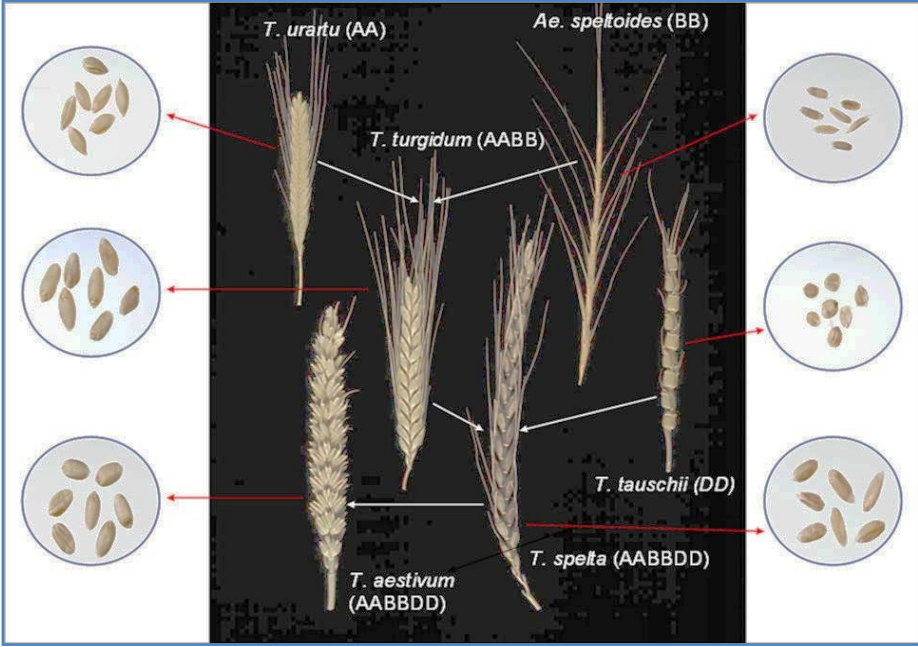 T. urartu (AA)
Ae. speltoides (BB)
T. turgidum (AABB)
T. tauschii (DD)
T. spelta (AABBDD)
T. aestivum
(AABBDD)